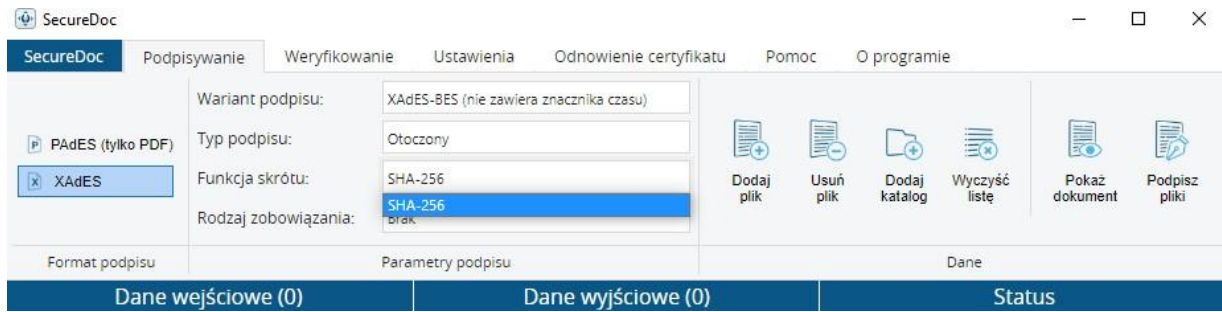 SecureDoc
SecureDoc Podpisywanie Weryfikowanie Ustawienia Odnowienie certyfikatu Pomoc O programie
PAdES (tylko PDF)
XAdES
Format podpisu
Wariant podpisu: XAdES-BES (nie zawiera znacznika czasu)
Typ podpisu: Otoczony
Funkcja skrótu: SHA-256
SHA-256
Rodzaj zobowiązania: Brak
Parametry podpisu
Dodaj plik
Usuń plik
Dodaj katalog
Wyczyść listę
Pokaż dokument
Podpisz pliki
Dane
Dane wejściowe (0) Dane wyjściowe (0) Status